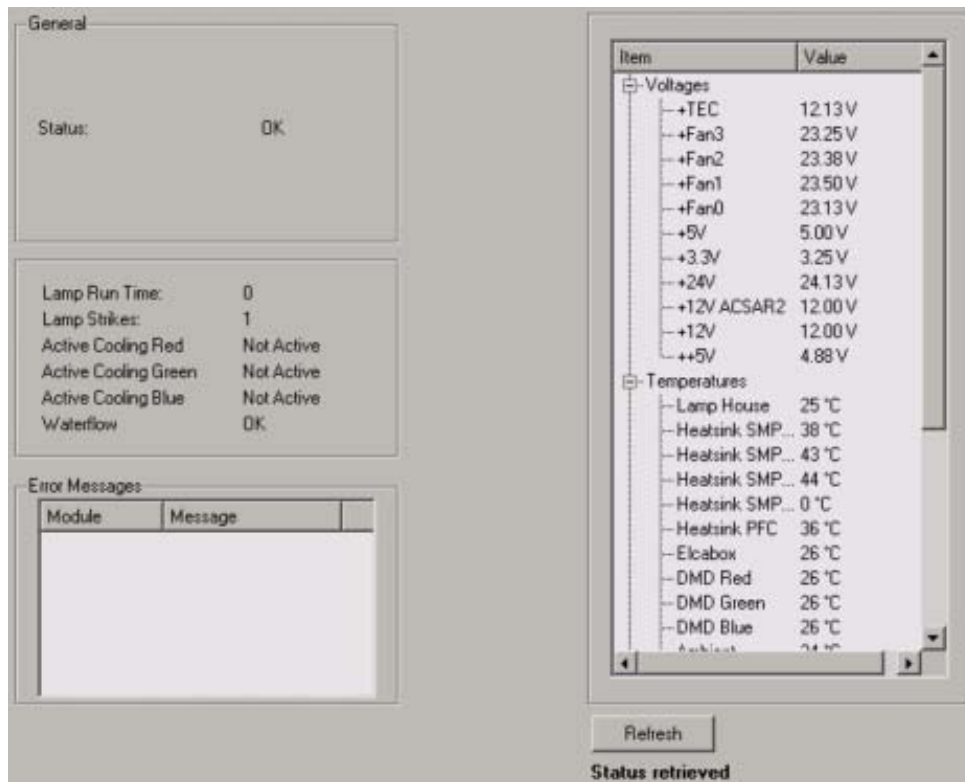 General
Status: OK
Lamp Run Time: 0
Lamp Strikes: 1
Active Cooling Red Not Active
Active Cooling Green Not Active
Active Cooling Blue Not Active
Waterflow OK
Error Messages
Module Message
Item Value
Voltages
+TEC 12.13 V
+Fan3 23.25 V
+Fan2 23.38 V
+Fan1 23.50 V
+Fan0 23.13 V
+5V 5.00 V
+3.3V 3.25 V
+24V 24.13 V
+12V ACSAR2 12.00 V
+12V 12.00 V
++5V 4.88 V
Temperatures
Lamp House 25 °C
Heatsink SMP... 38 °C
Heatsink SMP... 43 °C
Heatsink SMP... 44 °C
Heatsink SMP... 0 °C
Heatsink PFC 36 °C
Elcabox 26 °C
DMD Red 26 °C
DMD Green 26 °C
DMD Blue 26 °C
Ambient 24 °C
Refresh
Status retrieved